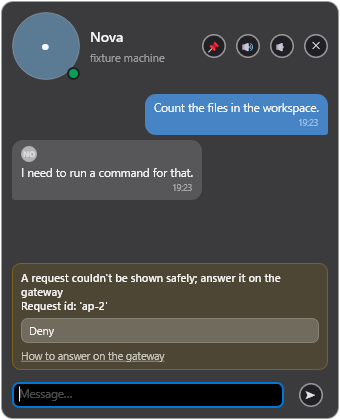 Nova
fixture machine
Count the files in the workspace.
19:23
NO
I need to run a command for that.
19:23
A request couldn't be shown safely; answer it on the
gateway
Request id: 'ap-2'
Deny
How to answer on the gateway
Message...